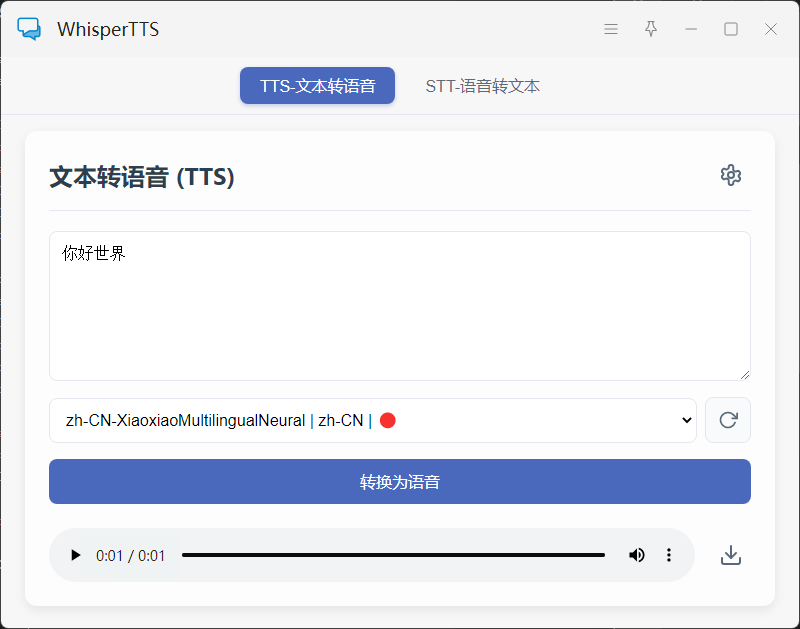 WhisperTTS
TTS-文本转语音 STT-语音转文本
文本转语音 (TTS)
你好世界
zh-CN-XiaoxiaoMultilingualNeural | zh-CN |
转换为语音
0:01 / 0:01